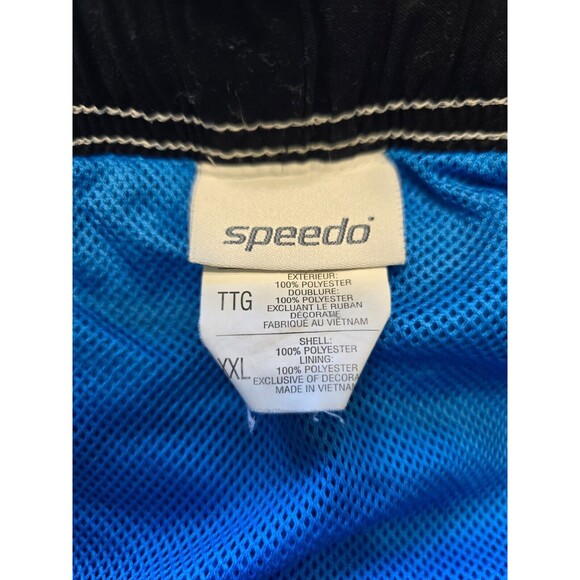 speedo
TTG
EXTÉRIEUR:
100% POLYESTER
DOUBLURE:
100% POLYESTER
EXCLUANT LE RUBAN
DÉCORATIF
FABRIQUÉ AU VIETNAM
XXL
SHELL:
100% POLYESTER
LINING:
100% POLYESTER
EXCLUSIVE OF DECORA
MADE IN VIETNAM